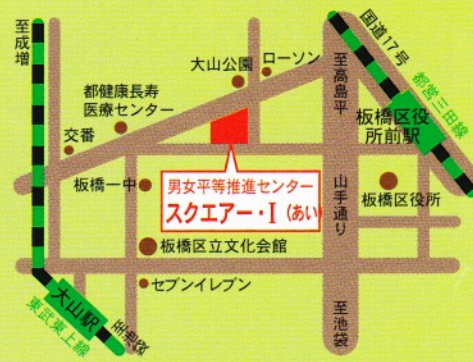 至成増
国道17号
都営三田線
大山公園
ローソン
至高島平
都健康長寿
医療センター
板橋区役
所前駅
交番
板橋一中
男女平等推進センター
スクエアー・I(あい)
山手通り
板橋区役所
板橋区立文化会館
セブンイレブン
大山駅
東武東上線
至池袋
至池袋